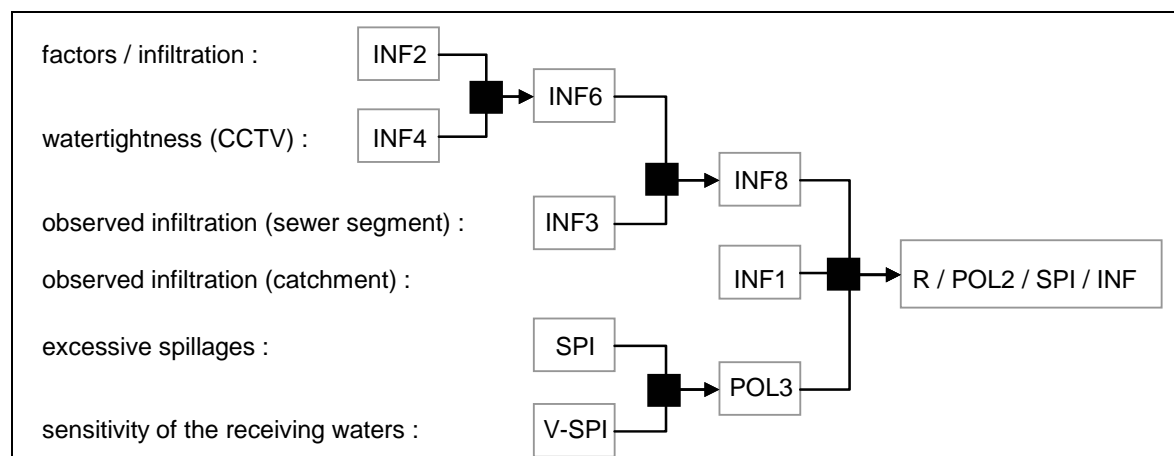 factors / infiltration : INF2
INF6
watertightness (CCTV) : INF4
INF8
observed infiltration (sewer segment) : INF3
observed infiltration (catchment) : INF1 R / POL2 / SPI / INF
excessive spillages : SPI
POL3
sensitivity of the receiving waters : V-SPI